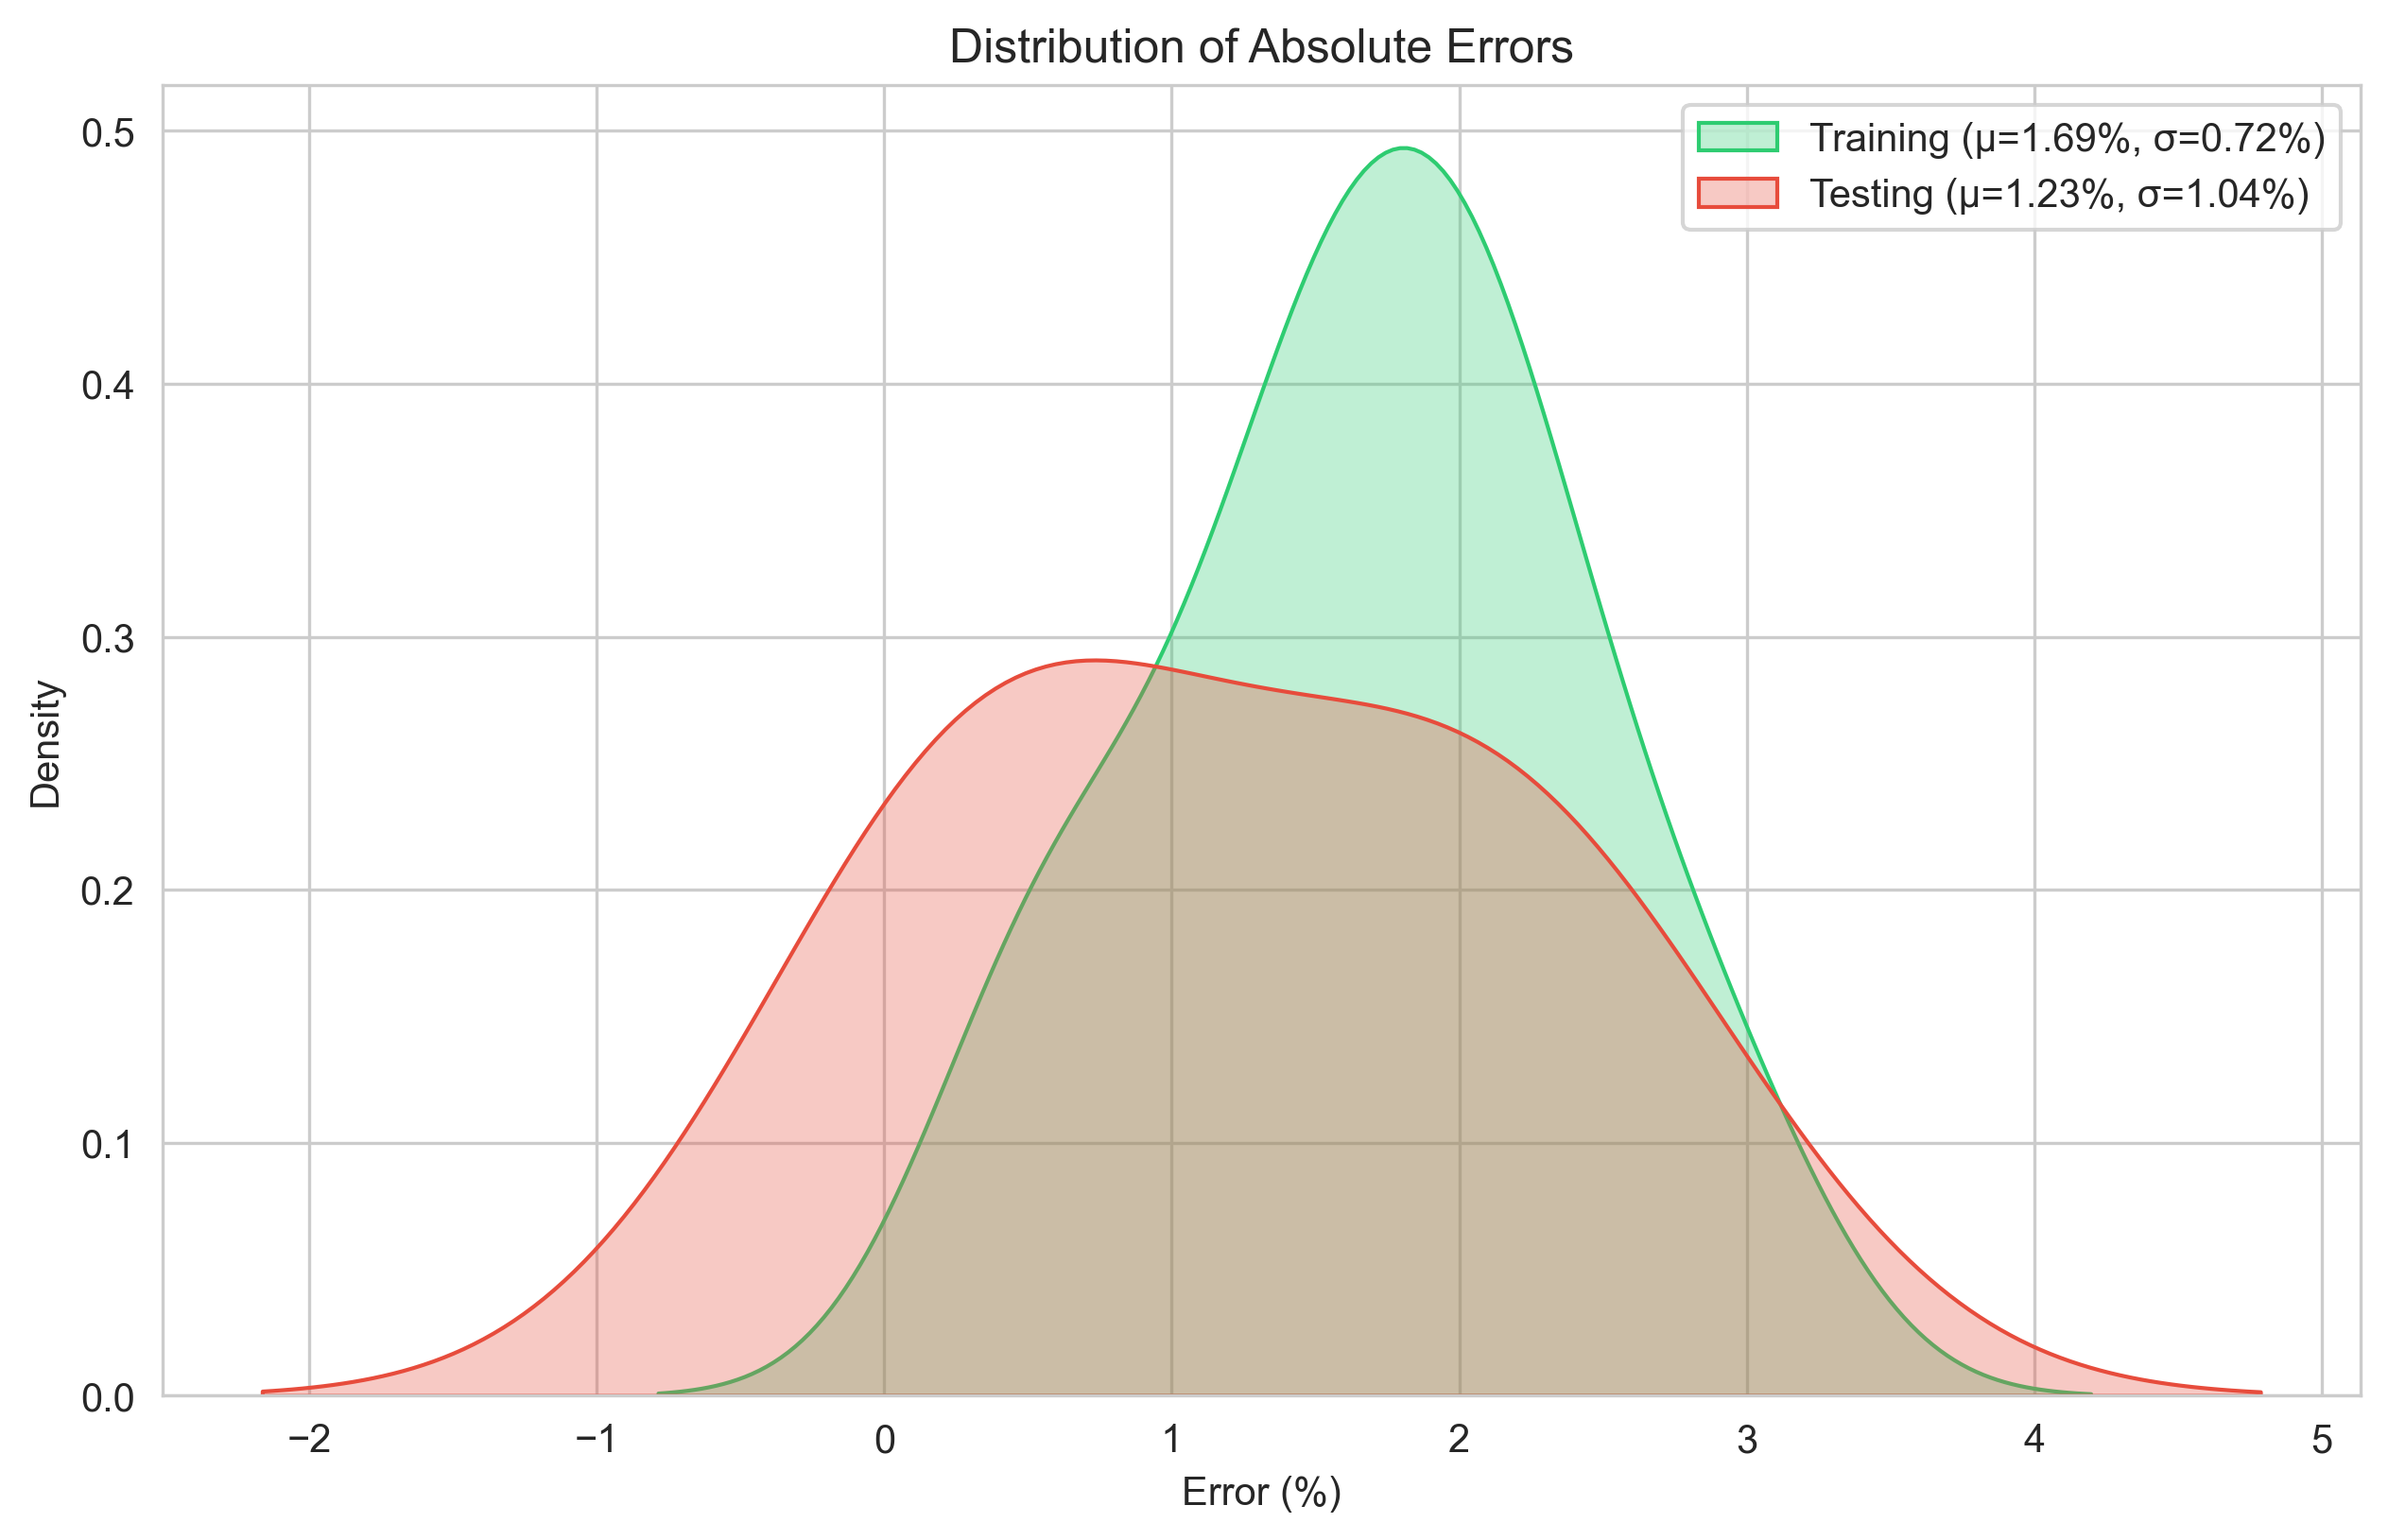 Distribution of Absolute Errors
Training (μ=1.69%, σ=0.72%)
Testing (μ=1.23%, σ=1.04%)
Density
0.5
0.4
0.3
0.2
0.1
0.0
−2 −1 0 1 2 3 4 5
Error (%)